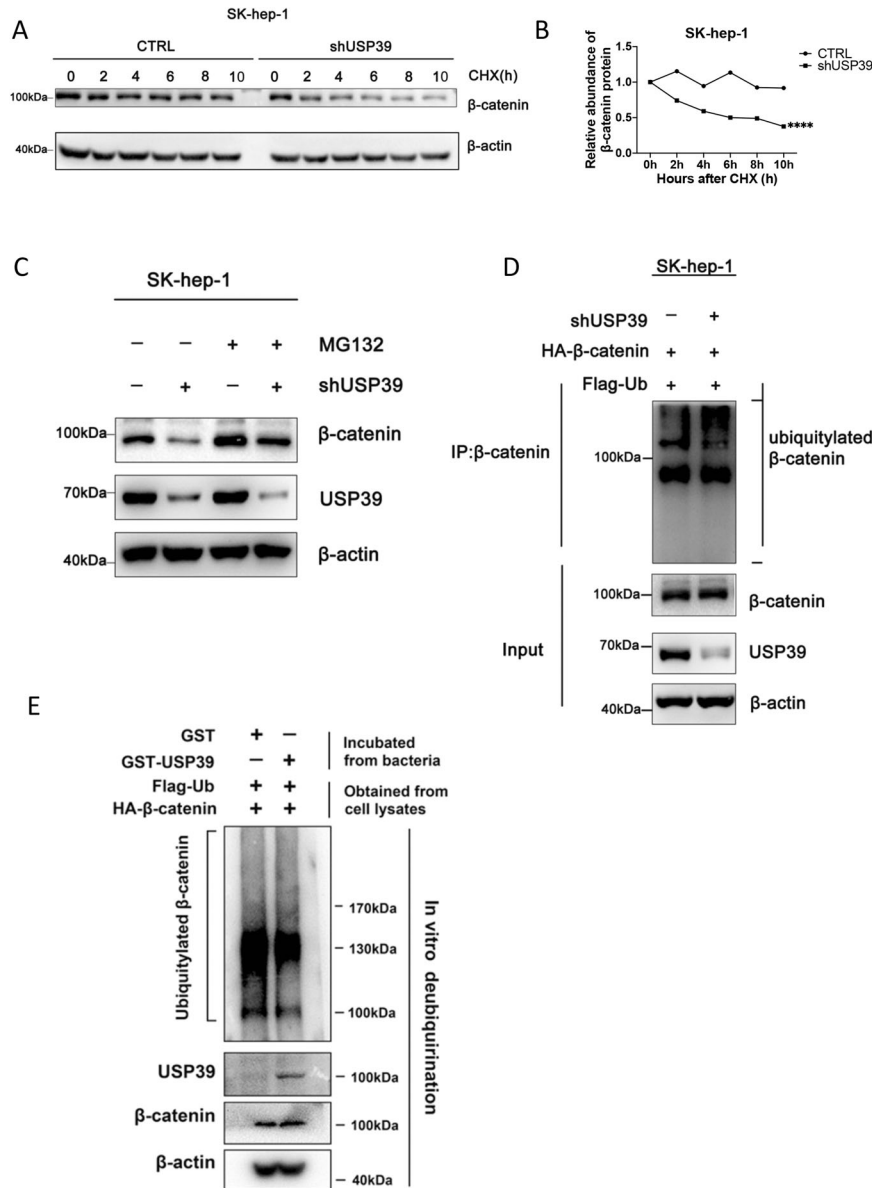 A
SK-hep-1
CTRL shUSP39
0 2 4 6 8 10 0 2 4 6 8 10 CHX(h)
100kDa β-catenin
40kDa β-actin
B
SK-hep-1
Relative abundance of
β-catenin protein
1.5
1.0
0.5
0.0
0h 2h 4h 6h 8h 10h
Hours after CHX (h)
CTRL
shUSP39
****
C
SK-hep-1
− − + + MG132
− + − + shUSP39
100kDa β-catenin
70kDa USP39
40kDa β-actin
D
SK-hep-1
shUSP39 − +
HA-β-catenin + +
Flag-Ub + +
IP:β-catenin
100kDa
ubiquitylated
β-catenin
Input
100kDa β-catenin
70kDa USP39
40kDa β-actin
E
GST + −
GST-USP39 − +
Incubated
from bacteria
Flag-Ub + +
HA-β-catenin + +
Obtained from
cell lysates
Ubiquitylated β-catenin
170kDa
130kDa
100kDa
USP39 100kDa
β-catenin 100kDa
β-actin 40kDa
In vitro deubiquirination